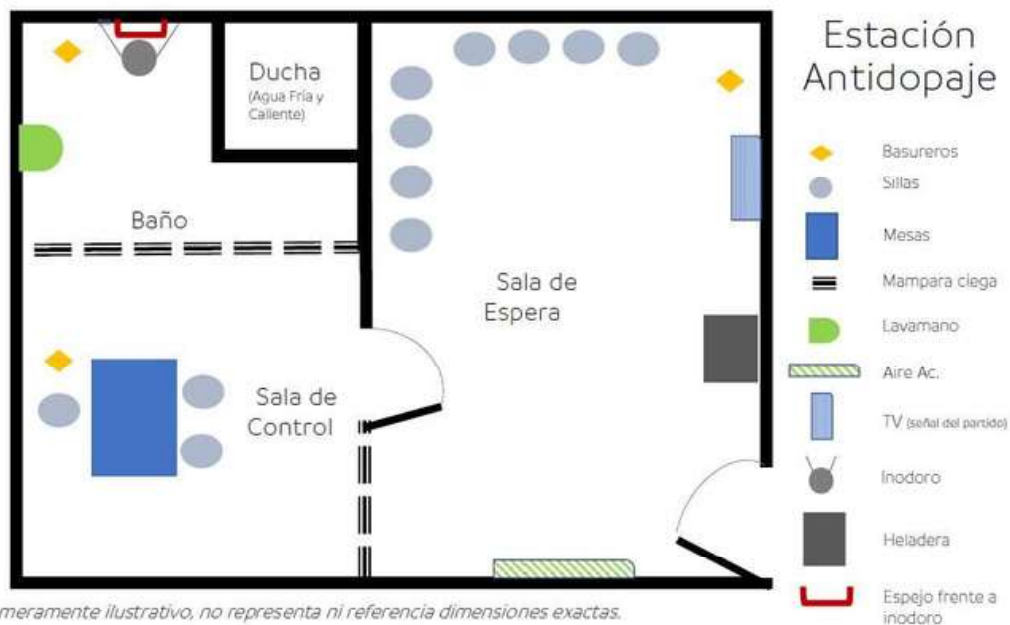 Estación
Antidopaje
Ducha
(Agua Fría y
Caliente)
Baño
Sala de
Espera
Sala de
Control
Basureros
Sillas
Mesas
Mampara ciega
Lavamano
Aire Ac.
TV (señal del partido)
Inodoro
Heladera
Espejo frente a
inodoro
meramente ilustrativo, no representa ni referencia dimensiones exactas.